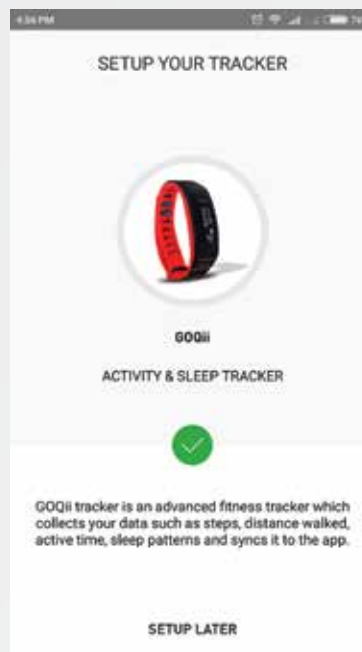 4:54 PM
SETUP YOUR TRACKER
GOQii
ACTIVITY & SLEEP TRACKER
GOQii tracker is an advanced fitness tracker which
collects your data such as steps, distance walked,
active time, sleep patterns and syncs it to the app.
SETUP LATER